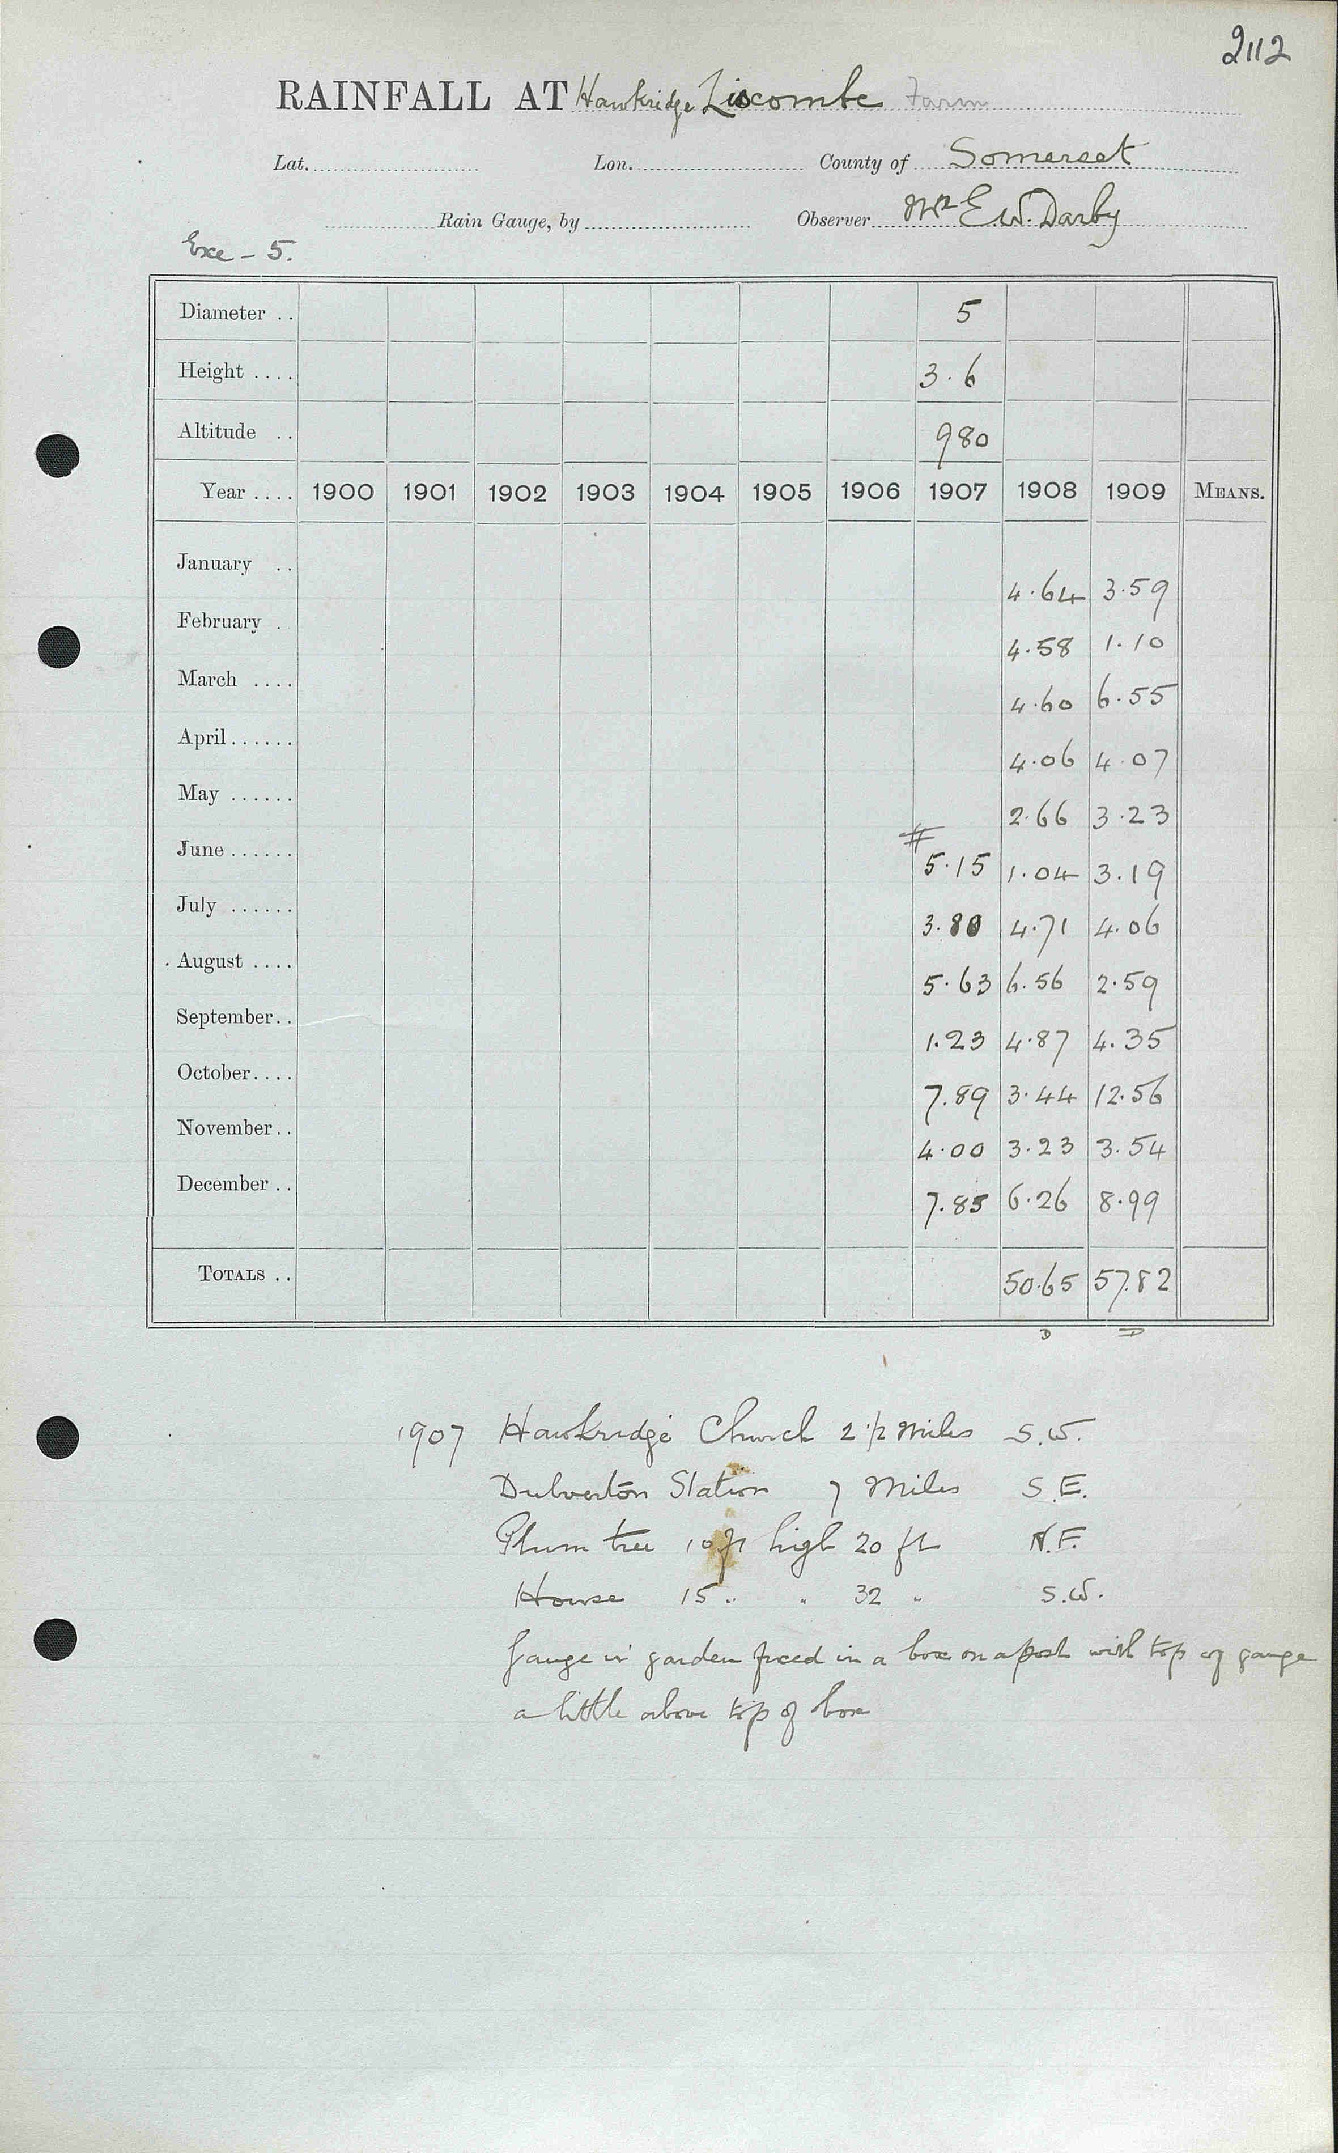 2112
RAINFALL AT Hawkridge Liscombe Farm
Lat. Lon. County of Somerset
Rain Gauge, by Observer Mr E.W. Darby
Exe - 5.
Diameter .. 5
Height .... 3.6
Altitude .. 980
Year .... 1900 1901 1902 1903 1904 1905 1906 1907 1908 1909 MEANS.
January .. 4.64 3.59
February . 4.58 1.10
March .... 4.60 6.55
April...... 4.06 4.07
May ...... 2.66 3.23
June...... 5.15 1.04 3.19
July ...... 3.80 4.71 4.06
August .... 5.63 6.56 2.59
September.. 1.23 4.87 4.35
October.... 7.89 3.44 12.56
November.. 4.00 3.23 3.54
December .. 7.85 6.26 8.99
TOTALS .. 50.65 57.82
D D
1907 Hawkridge Church 2 1/2 Miles S.W.
Dulverton Station 7 Miles S.E.
Plum tree 10 ft high 20 ft N.E.
House 15 " " 32 " S.W.
Gauge in garden fixed in a box on a post with top of gauge
a little above top of box